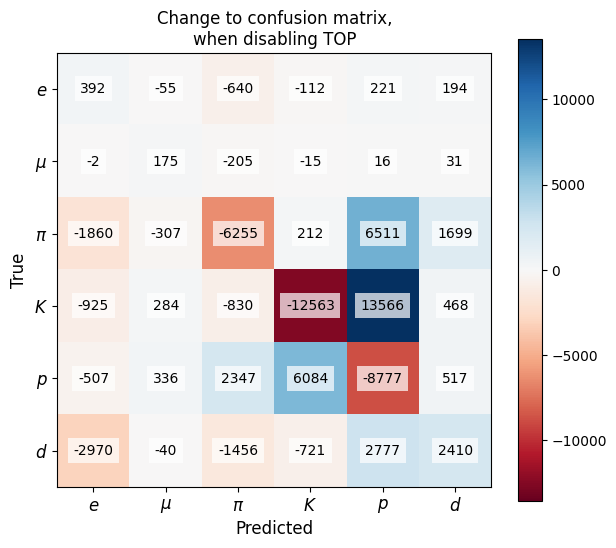 Change to confusion matrix,
when disabling TOP
e 392 -55 -640 -112 221 194
μ -2 175 -205 -15 16 31
π -1860 -307 -6255 212 6511 1699
K -925 284 -830 -12563 13566 468
p -507 336 2347 6084 -8777 517
d -2970 -40 -1456 -721 2777 2410
e μ π K p d
True
Predicted
10000
5000
0
−5000
−10000